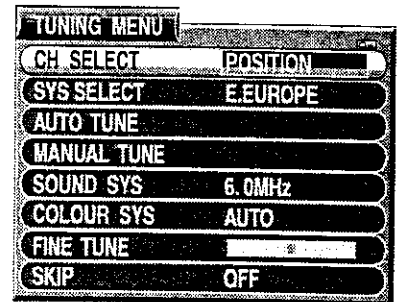 TUNING MENU
CH SELECT POSITION
SYS SELECT E.EUROPE
AUTO TUNE
MANUAL TUNE
SOUND SYS 6.0MHz
COLOUR SYS AUTO
FINE TUNE
SKIP OFF